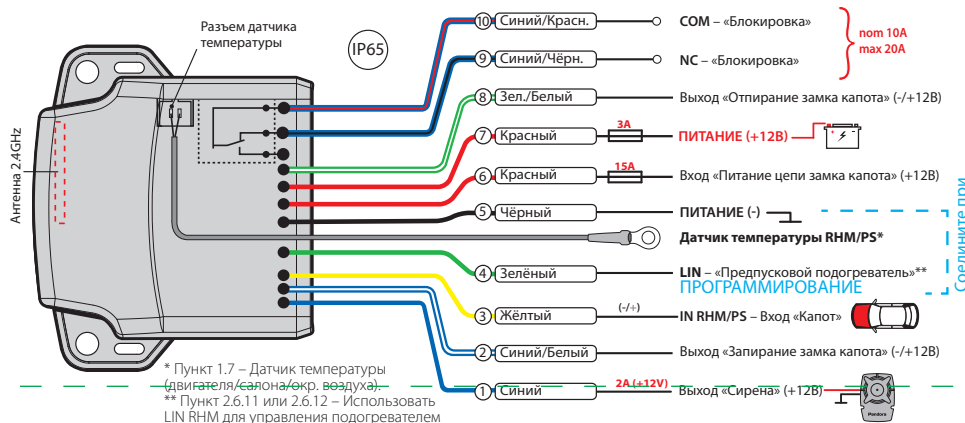 Разъем датчика
температуры
IP65
Антенна 2.4GHz
10 Синий/Красн. COM – «Блокировка»
nom 10A
max 20A
9 Синий/Чёрн. NC – «Блокировка»
8 Зел./Белый Выход «Отпирание замка капота» (-/+12В)
7 Красный 3A ПИТАНИЕ (+12В)
6 Красный 15A Вход «Питание цепи замка капота» (+12В)
5 Чёрный ПИТАНИЕ (-)
Датчик температуры RHM/PS*
4 Зелёный LIN – «Предпусковой подогреватель»**
ПРОГРАММИРОВАНИЕ
Соедините при
3 Жёлтый (-/+) IN RHM/PS – Вход «Капот»
2 Синий/Белый Выход «Запирание замка капота» (-/+12В)
1 Синий 2A (+12V) Выход «Сирена» (+12В)
Pandora
* Пункт 1.7 – Датчик температуры
(двигателя/салона/окр. воздуха).
** Пункт 2.6.11 или 2.6.12 – Использовать
LIN RHM для управления подогревателем